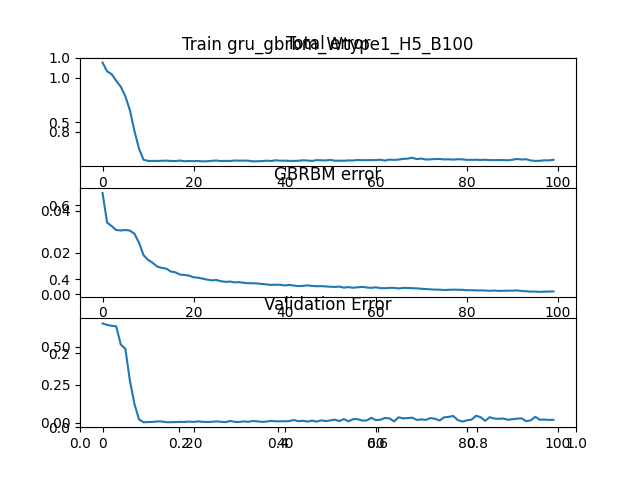 Train gru_gbrbm_Wtype1_H5_B100
Total error
1.0
1.0
0.5
0.8
0 20 40 60 80 100
GBRBM error
0.6
0.04
0.02
0.4
0.00
0 20 40 60 80 100
Validation Error
0.50
0.2
0.25
0.00
0.0
0 20 40 60 80 100
0.0 0.2 0.4 0.6 0.8 1.0